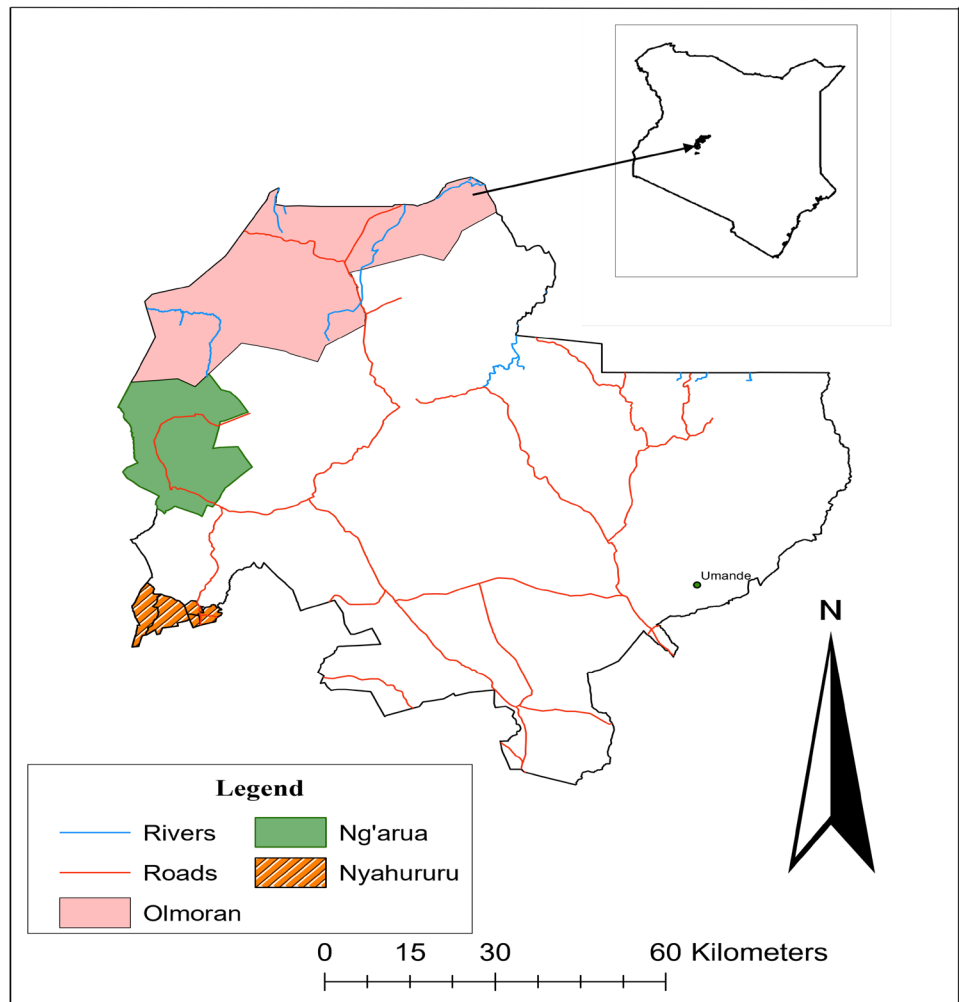 Umande
N
Legend
Rivers
Ng'arua
Roads
Nyahururu
Olmoran
0 15 30 60 Kilometers